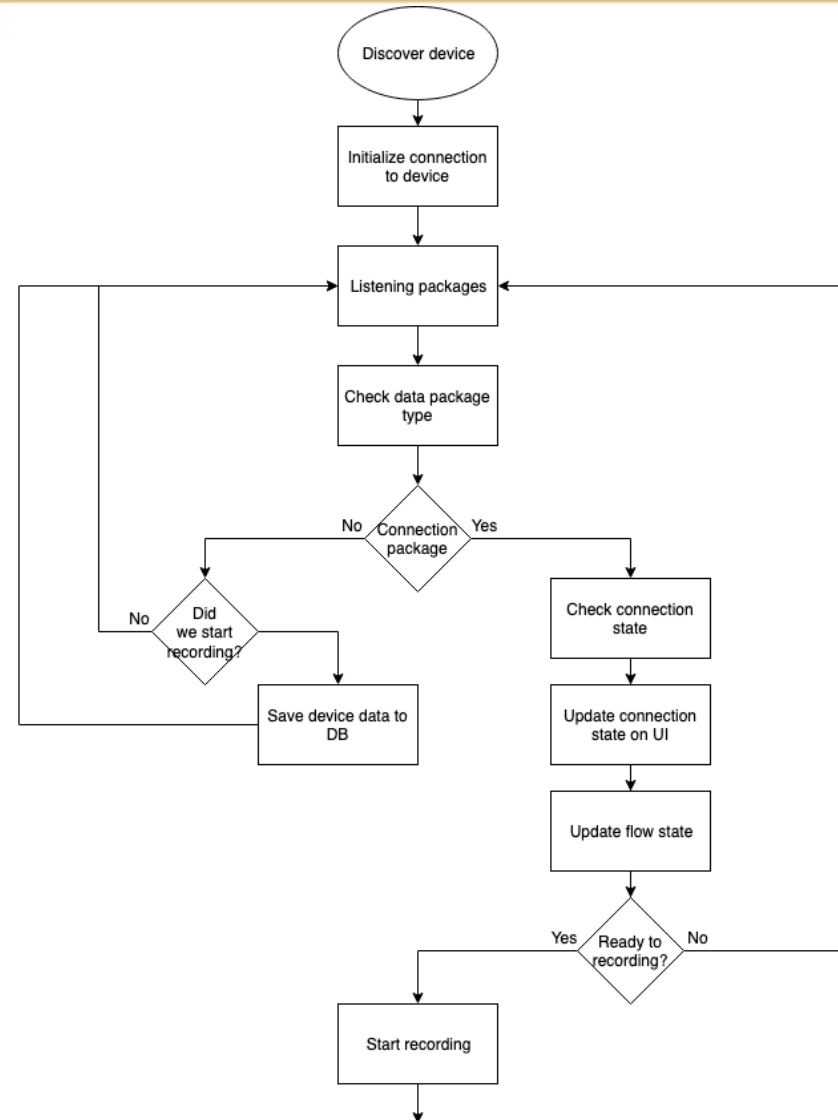 Discover device
Initialize connection
to device
Listening packages
Check data package
type
No
Connection
package
Yes
No
Did
we start
recording?
Check connection
state
Save device data to
DB
Update connection
state on UI
Update flow state
Yes
Ready to
recording?
No
Start recording